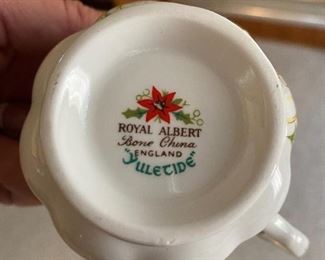 ROYAL ALBERT
Bone China
ENGLAND
"YULETIDE"